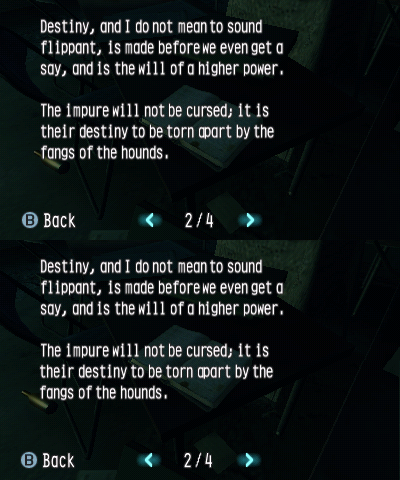 Destiny, and I do not mean to sound
flippant, is made before we even get a
say, and is the will of a higher power.
The impure will not be cursed; it is
their destiny to be torn apart by the
fangs of the hounds.
B Back < 2/4 >
Destiny, and I do not mean to sound
flippant, is made before we even get a
say, and is the will of a higher power.
The impure will not be cursed; it is
their destiny to be torn apart by the
fangs of the hounds.
B Back < 2/4 >